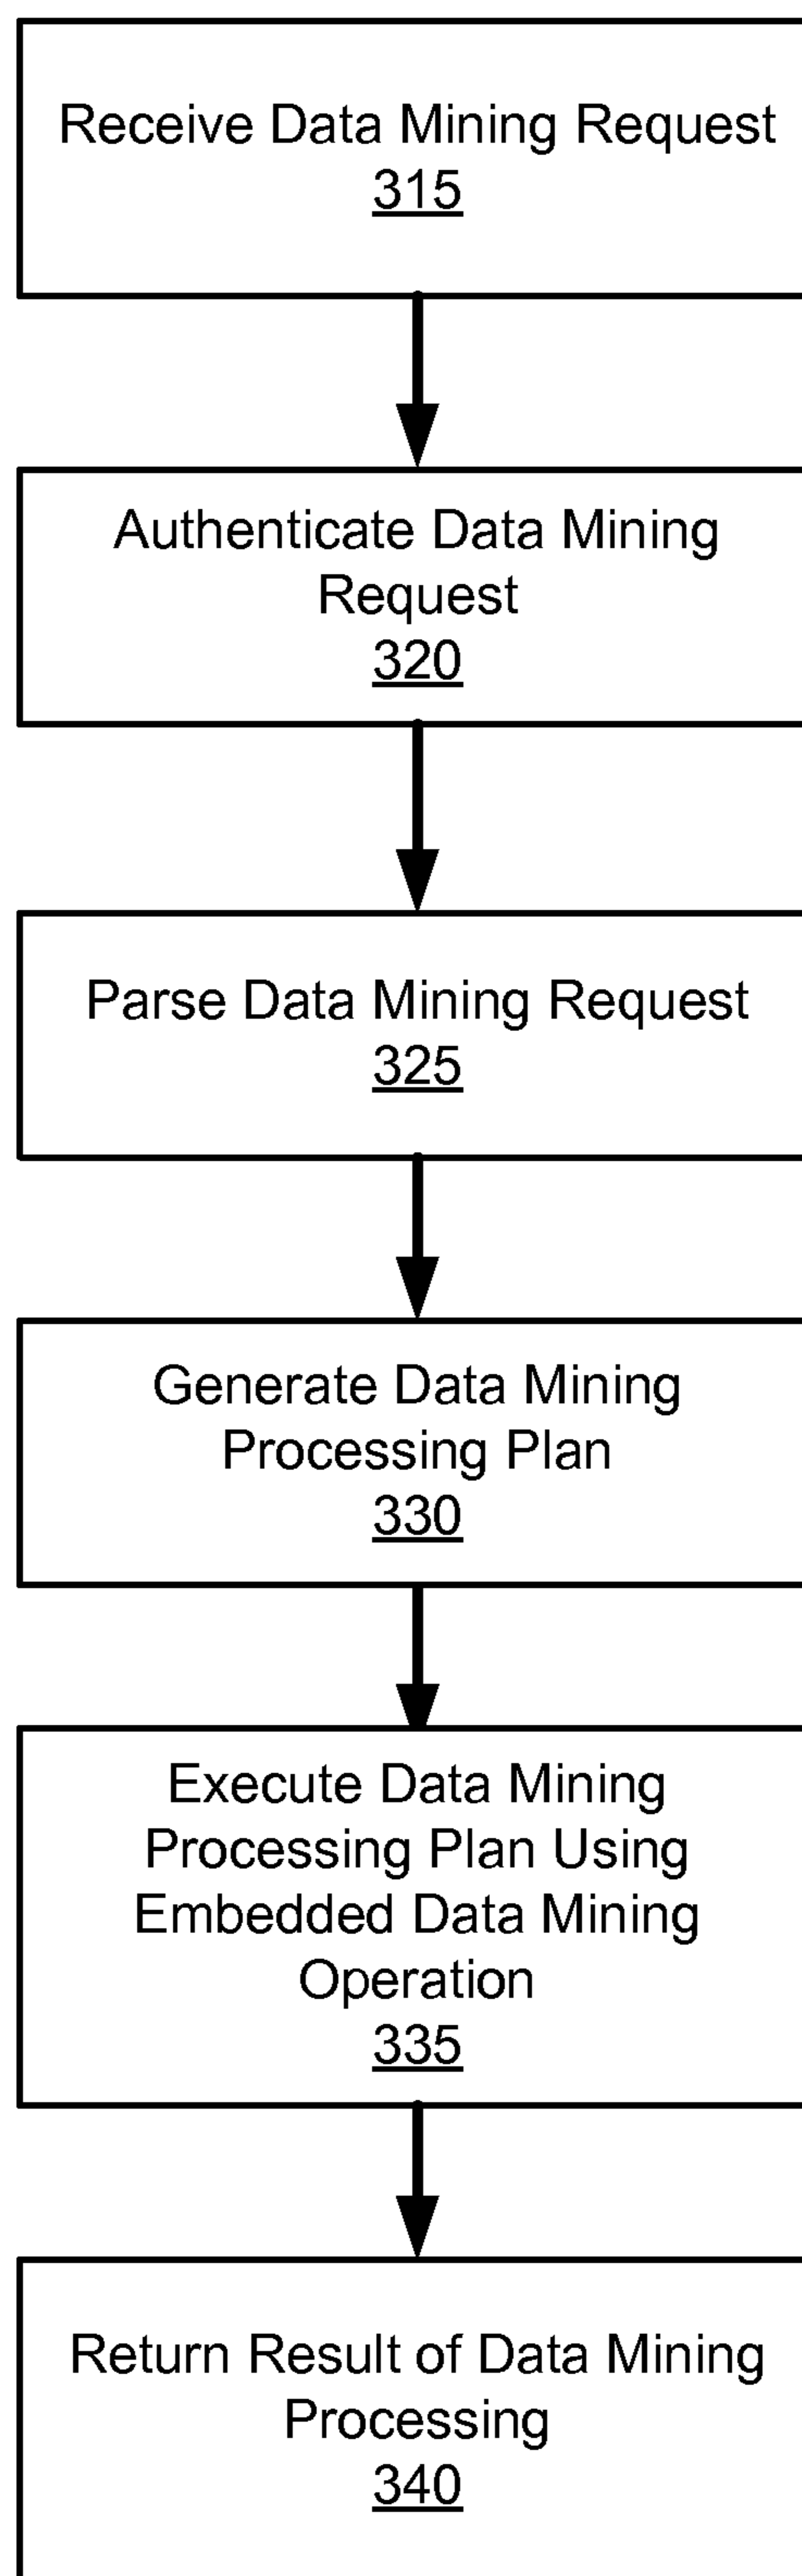 Receive Data Mining Request
315
Authenticate Data Mining
Request
320
Parse Data Mining Request
325
Generate Data Mining
Processing Plan
330
Execute Data Mining
Processing Plan Using
Embedded Data Mining
Operation
335
Return Result of Data Mining
Processing
340